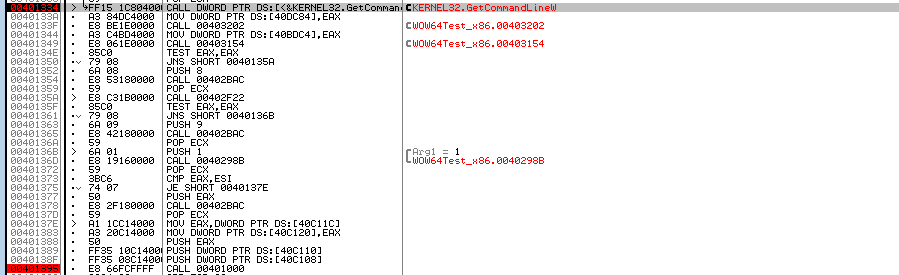 00401334 > FF15 1C80400 CALL DWORD PTR DS:[<&KERNEL32.GetComman KERNEL32.GetCommandLineW
0040133A · A3 84DC4000 MOV DWORD PTR DS:[40DC84],EAX
0040133F · E8 BE1E0000 CALL 00403202 WOW64Test_x86.00403202
00401344 · A3 C4BD4000 MOV DWORD PTR DS:[40BDC4],EAX
00401349 · E8 061E0000 CALL 00403154 WOW64Test_x86.00403154
0040134E · 85C0 TEST EAX,EAX
00401350 · 79 08 JNS SHORT 0040135A
00401352 · 6A 08 PUSH 8
00401354 · E8 53180000 CALL 00402BAC
00401359 · 59 POP ECX
0040135A > E8 C31B0000 CALL 00402F22
0040135F · 85C0 TEST EAX,EAX
00401361 · 79 08 JNS SHORT 0040136B
00401363 · 6A 09 PUSH 9
00401365 · E8 42180000 CALL 00402BAC
0040136A · 59 POP ECX
0040136B > 6A 01 PUSH 1 Arg1 = 1
0040136D · E8 19160000 CALL 0040298B WOW64Test_x86.0040298B
00401372 · 59 POP ECX
00401373 · 3BC6 CMP EAX,ESI
00401375 · 74 07 JE SHORT 0040137E
00401377 · 50 PUSH EAX
00401378 · E8 2F180000 CALL 00402BAC
0040137D · 59 POP ECX
0040137E > A1 1CC14000 MOV EAX,DWORD PTR DS:[40C11C]
00401383 · A3 20C14000 MOV DWORD PTR DS:[40C120],EAX
00401388 · 50 PUSH EAX
00401389 · FF35 10C1400 PUSH DWORD PTR DS:[40C110]
0040138F · FF35 08C1400 PUSH DWORD PTR DS:[40C108]
00401395 · E8 66FCFFFF CALL 00401000